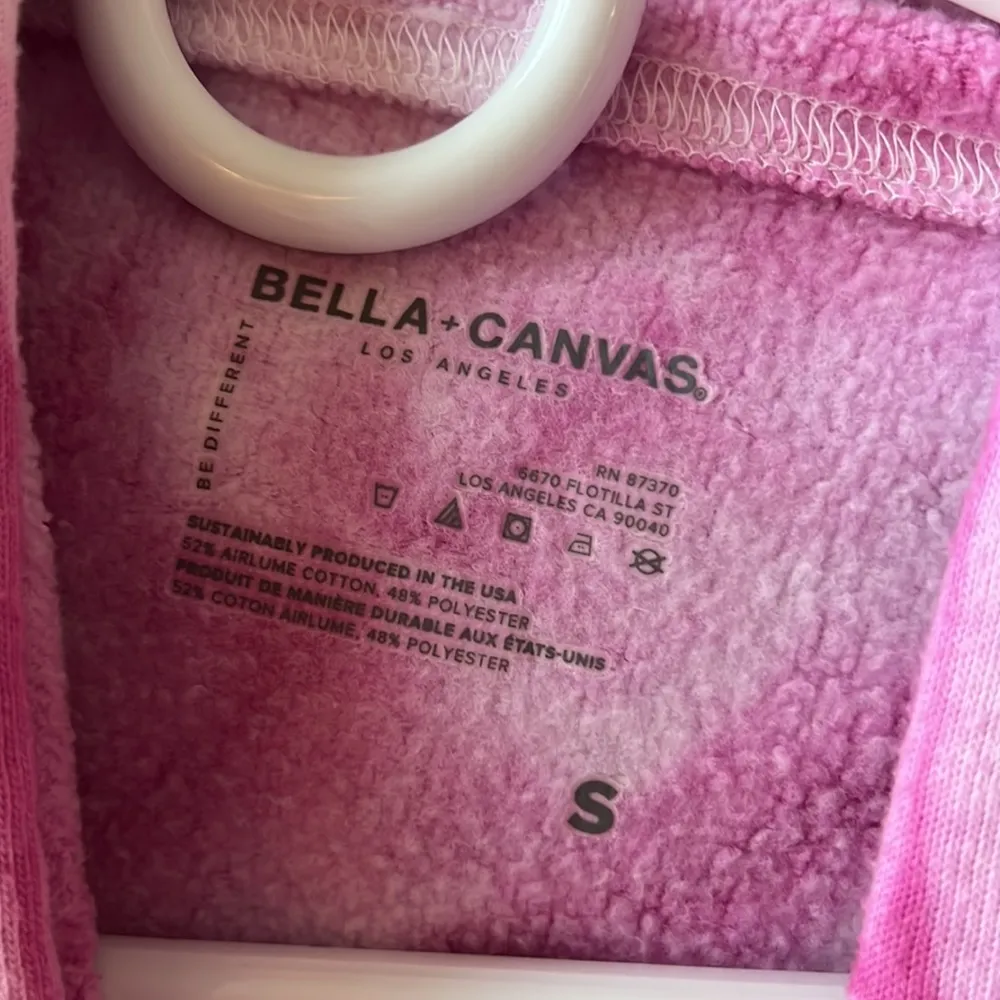 BELLA+CANVAS®
LOS ANGELES
BE DIFFERENT
RN 87370
6670 FLOTILLA ST
LOS ANGELES CA 90040
SUSTAINABLY PRODUCED IN THE USA
52% AIRLUME COTTON, 48% POLYESTER
PRODUIT DE MANIÈRE DURABLE AUX ÉTATS-UNIS
52% COTON AIRLUME, 48% POLYESTER
S